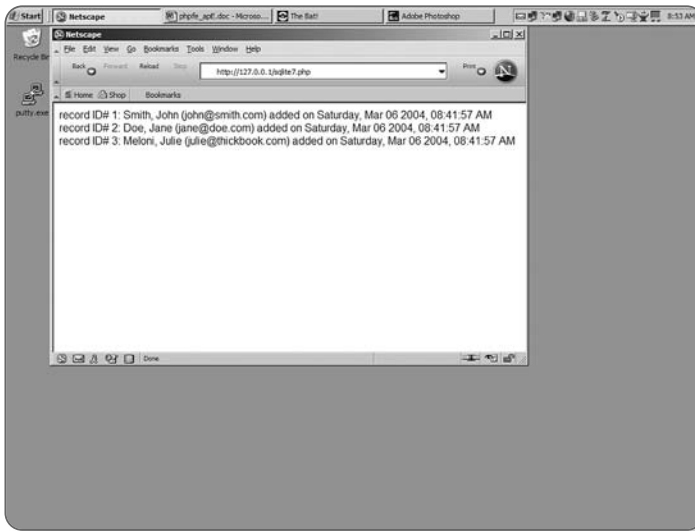 Start Netscape phpfe_apE.doc - Microso... The Bat! Adobe Photoshop 8:53 AM
Recycle Bin
putty.exe
Netscape
File Edit View Go Bookmarks Tools Window Help
Back Forward Reload Stop http://127.0.0.1/sqlite7.php Print N
Home Shop Bookmarks
record ID# 1: Smith, John (john@smith.com) added on Saturday, Mar 06 2004, 08:41:57 AM
record ID# 2: Doe, Jane (jane@doe.com) added on Saturday, Mar 06 2004, 08:41:57 AM
record ID# 3: Meloni, Julie (julie@thickbook.com) added on Saturday, Mar 06 2004, 08:41:57 AM
Done